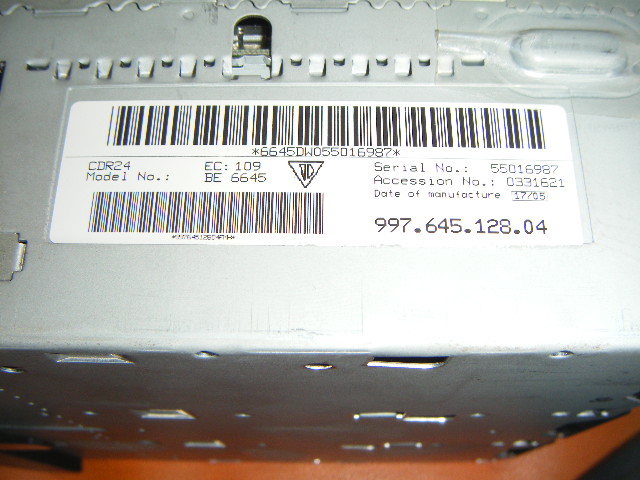 *6645DW055016987*
CDR24 EC: 109
Model No.: BE 6645
Serial No.: 55016987
Accession No.: 0331621
Date of manufacture 17/05
997.645.128.04